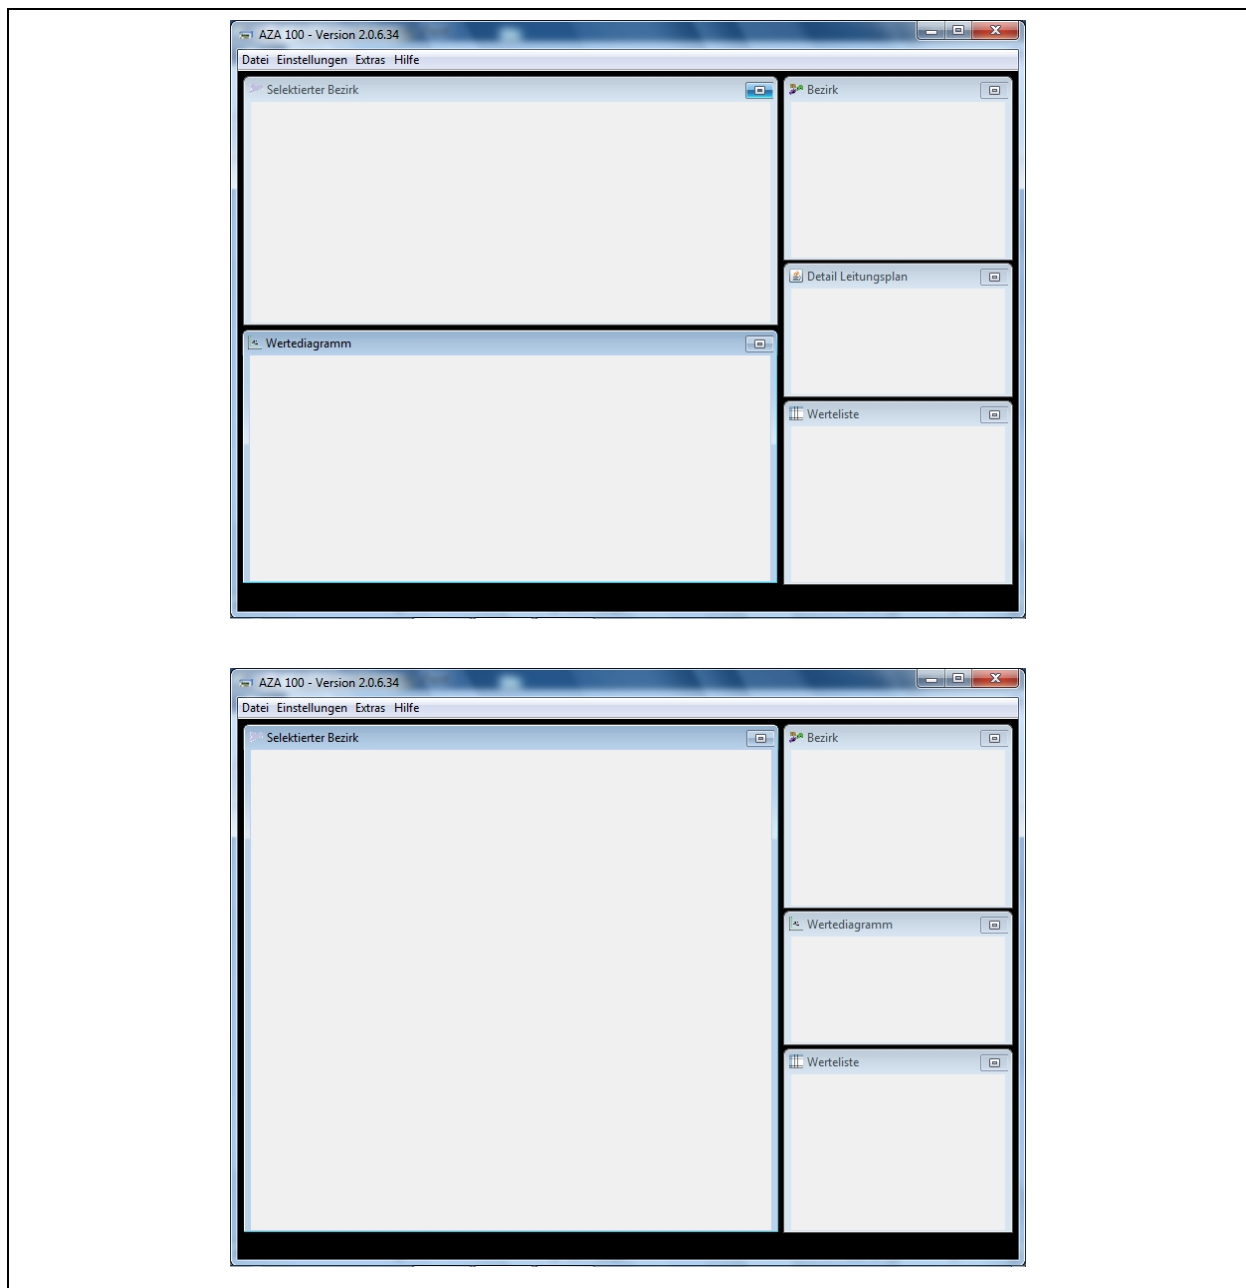 AZA 100 - Version 2.0.6.34
Datei Einstellungen Extras Hilfe
Selektierter Bezirk
Bezirk
Detail Leitungsplan
Wertediagramm
Werteliste
AZA 100 - Version 2.0.6.34
Datei Einstellungen Extras Hilfe
Selektierter Bezirk
Bezirk
Wertediagramm
Werteliste